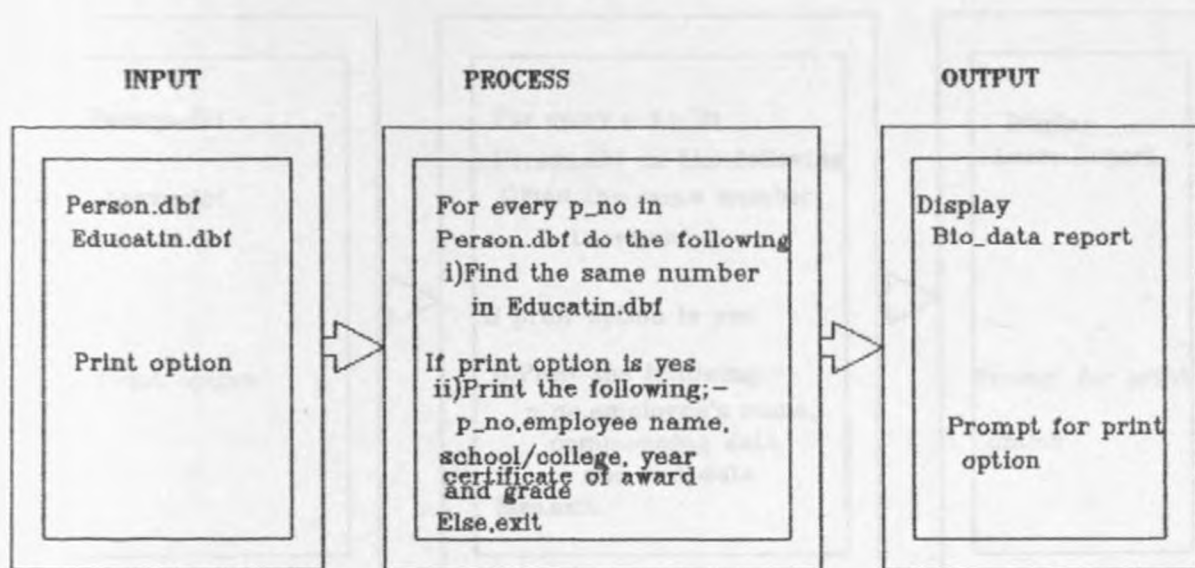 INPUT
Person.dbf
Educatin.dbf
Print option
PROCESS
For every p_no in
Person.dbf do the following
i)Find the same number
in Educatin.dbf
If print option is yes
ii)Print the following;-
p_no,employee name,
school/college, year
certificate of award
and grade
Else,exit
OUTPUT
Display
Bio_data report
Prompt for print
option